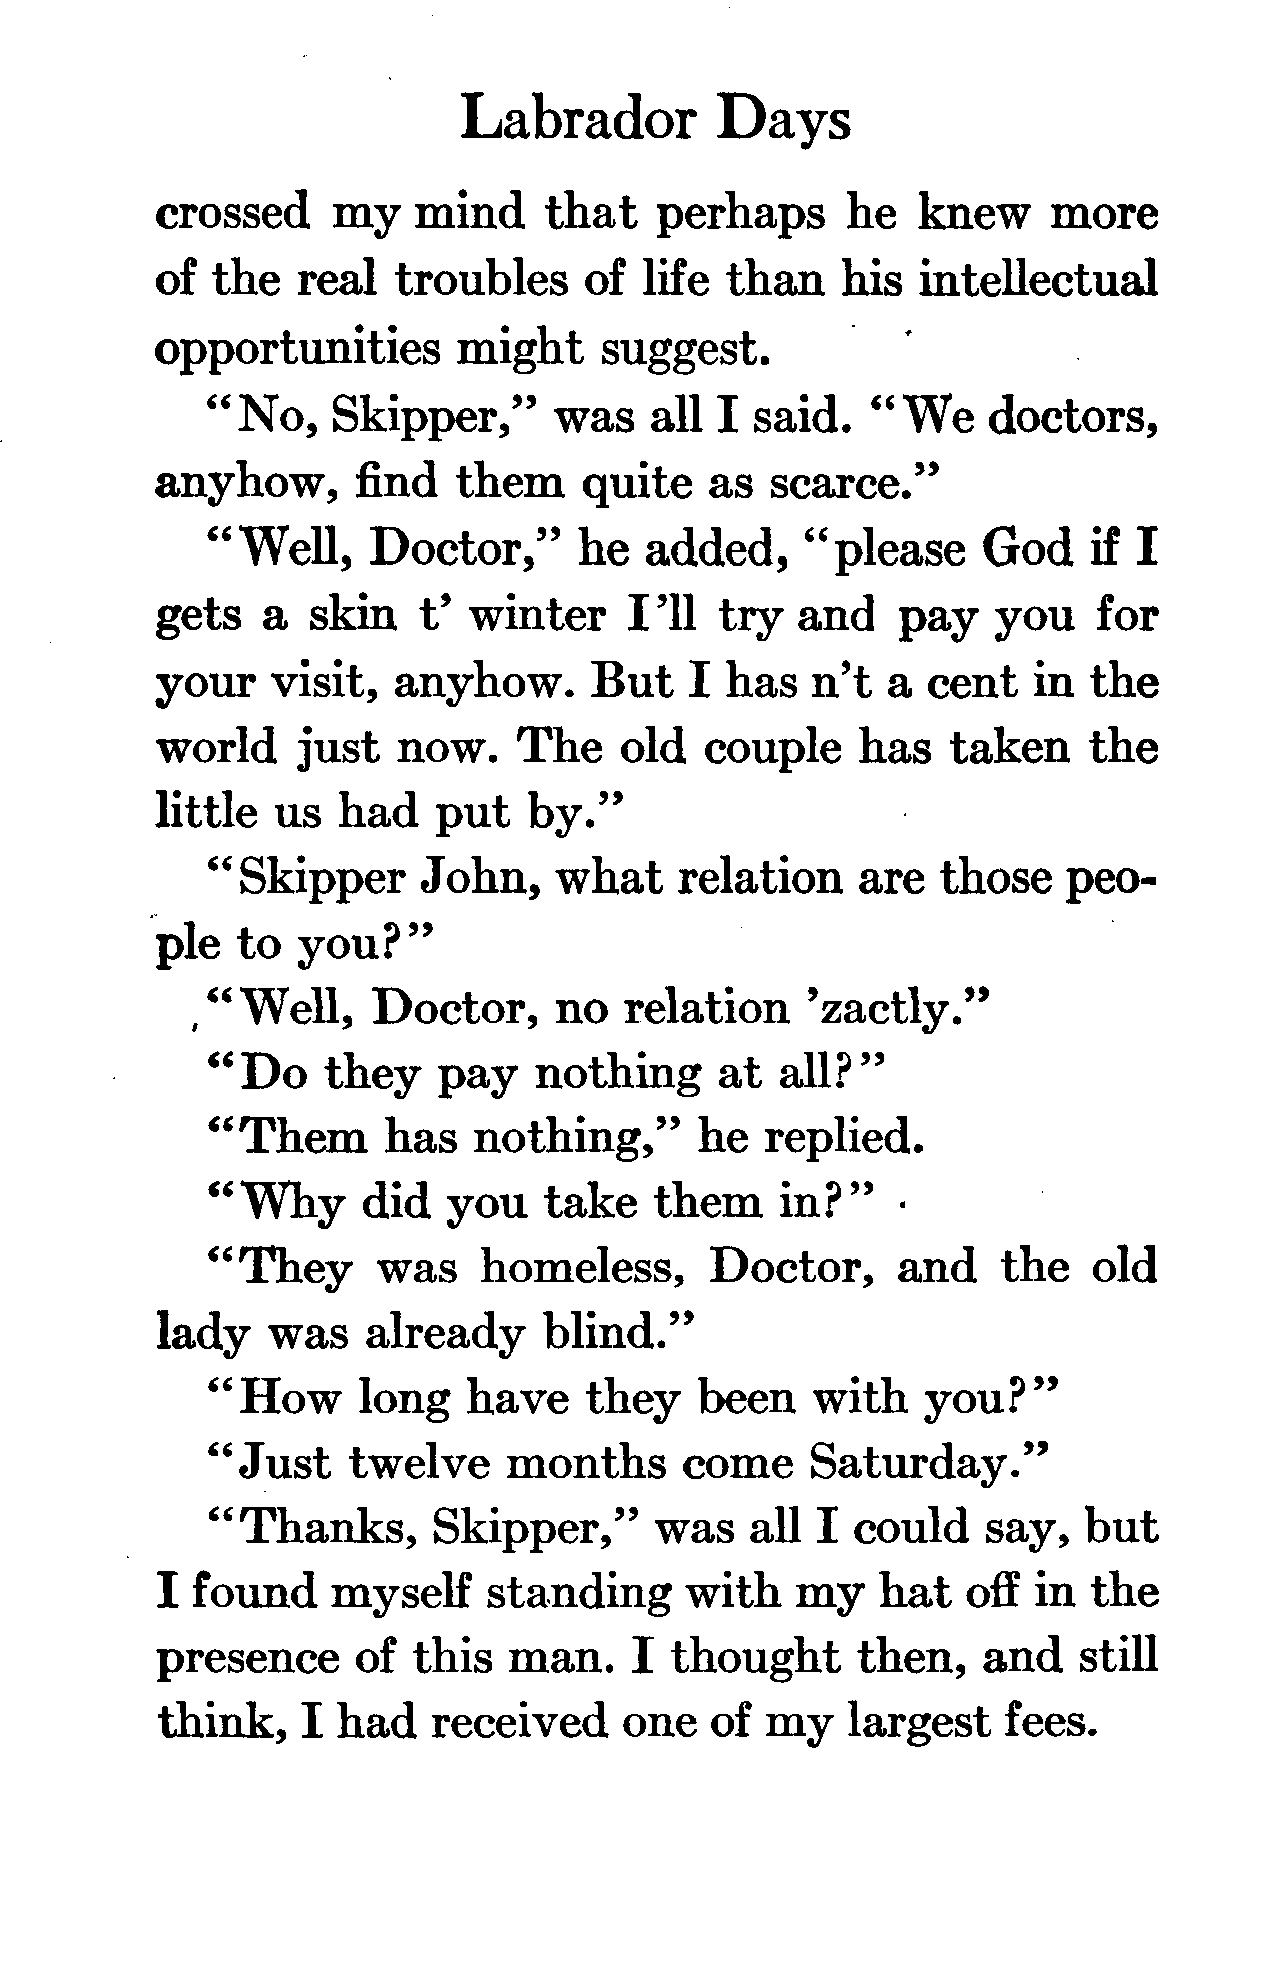 Labrador Days
crossed my mind that perhaps he knew more
of the real troubles of life than his intellectual
opportunities might suggest.
“No, Skipper,” was all I said. “We doctors,
anyhow, find them quite as scarce.”
“Well, Doctor,” he added, “please God if I
gets a skin t’ winter I’ll try and pay you for
your visit, anyhow. But I has n’t a cent in the
world just now. The old couple has taken the
little us had put by.”
“Skipper John, what relation are those peo-
ple to you?”
“Well, Doctor, no relation ’zactly.”
“Do they pay nothing at all?”
“Them has nothing,” he replied.
“Why did you take them in?”
“They was homeless, Doctor, and the old
lady was already blind.”
“How long have they been with you?”
“Just twelve months come Saturday.”
“Thanks, Skipper,” was all I could say, but
I found myself standing with my hat off in the
presence of this man. I thought then, and still
think, I had received one of my largest fees.